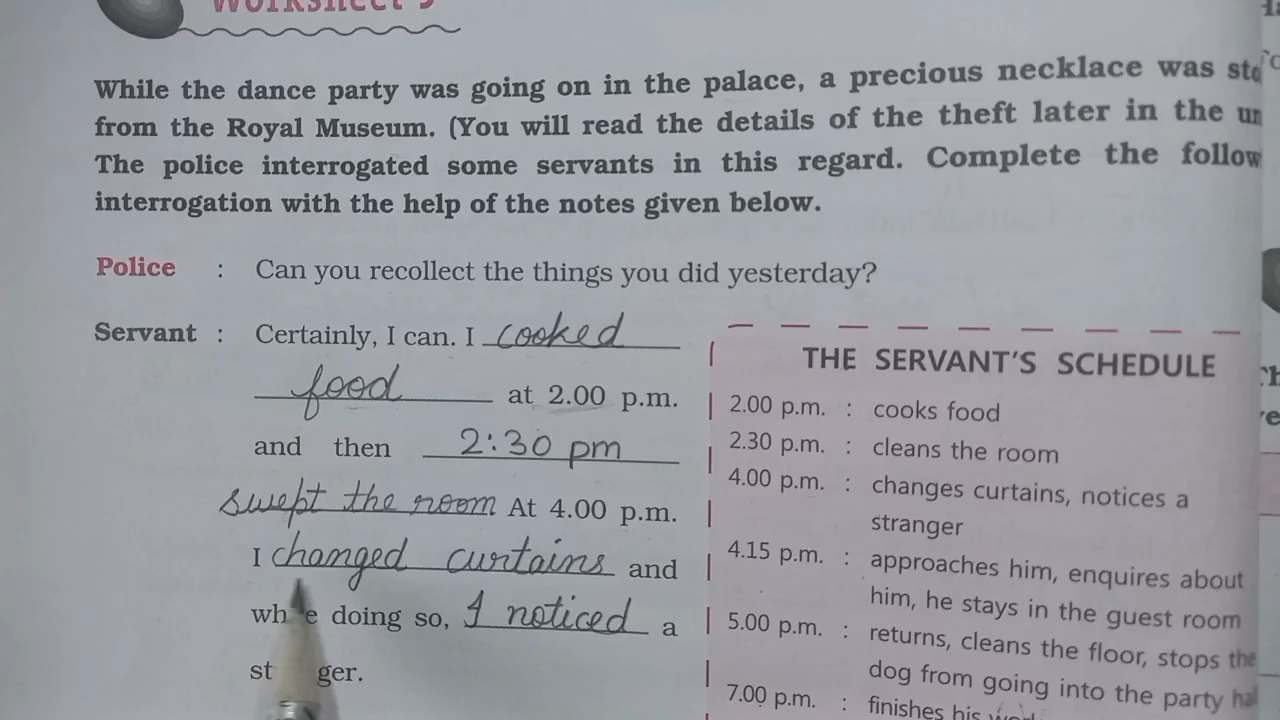 Worksheet 9
While the dance party was going on in the palace, a precious necklace was sto
from the Royal Museum. (You will read the details of the theft later in the un
The police interrogated some servants in this regard. Complete the follow
interrogation with the help of the notes given below.
Police : Can you recollect the things you did yesterday?
Servant : Certainly, I can. I cooked
food at 2.00 p.m.
and then 2:30 pm
swept the room At 4.00 p.m.
I changed curtains and
while doing so, I noticed a
st ger.
THE SERVANT'S SCHEDULE
2.00 p.m. : cooks food
2.30 p.m. : cleans the room
4.00 p.m. : changes curtains, notices a
stranger
4.15 p.m. : approaches him, enquires about
him, he stays in the guest room
5.00 p.m. : returns, cleans the floor, stops the
dog from going into the party ha
7.00 p.m. : finishes his work